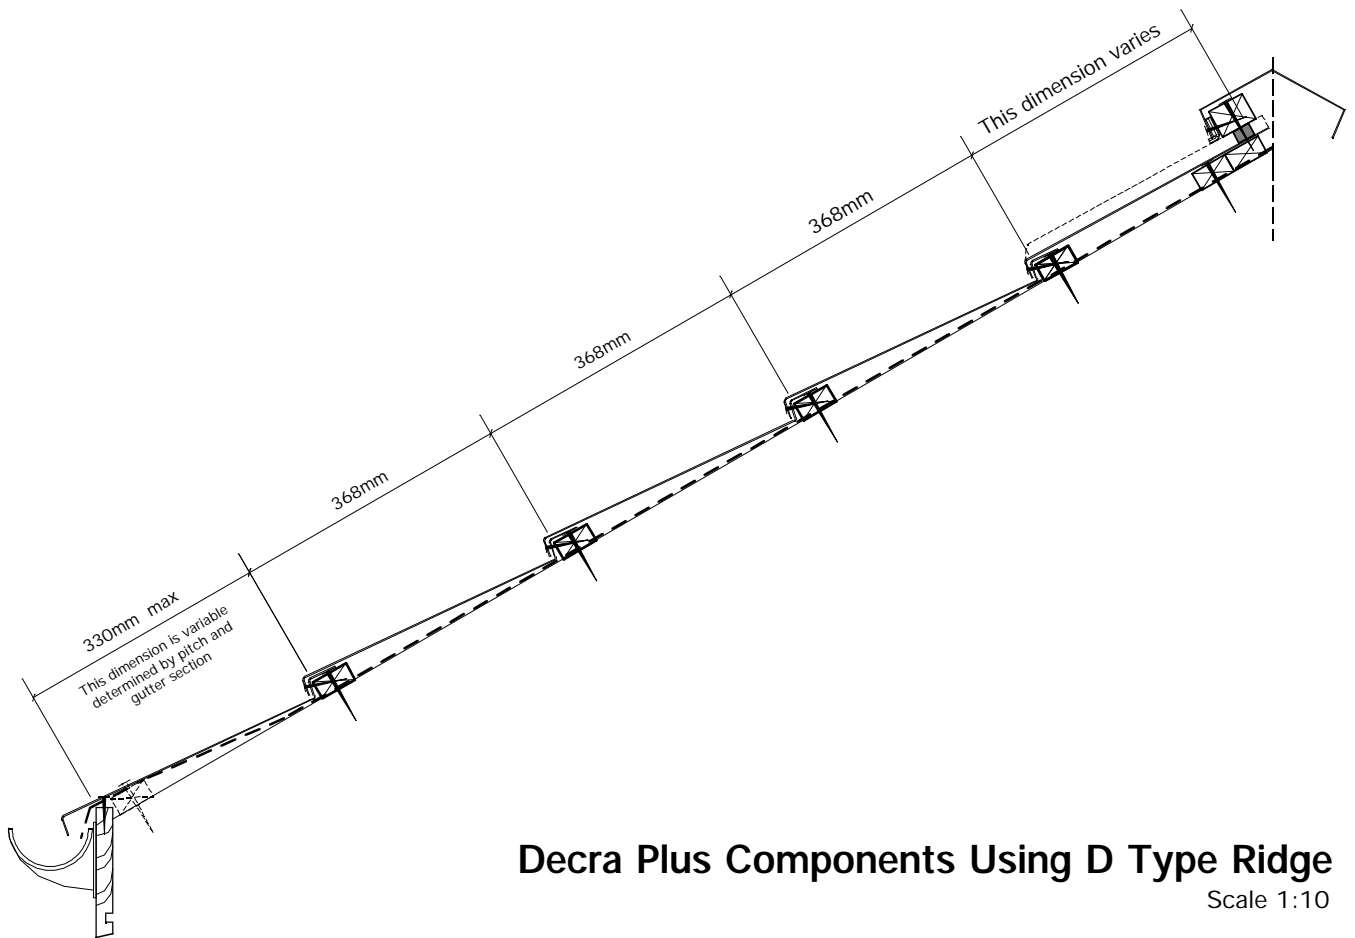 This dimension varies
368mm
368mm
368mm
330mm max
This dimension is variable
determined by pitch and
gutter section
Decra Plus Components Using D Type Ridge
Scale 1:10